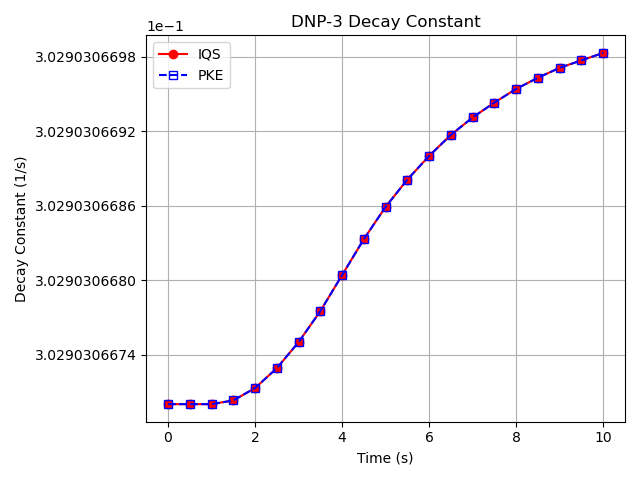 DNP-3 Decay Constant
1e−1
3.0290306698
3.0290306692
3.0290306686
3.0290306680
3.0290306674
Decay Constant (1/s)
IQS
PKE
0 2 4 6 8 10
Time (s)